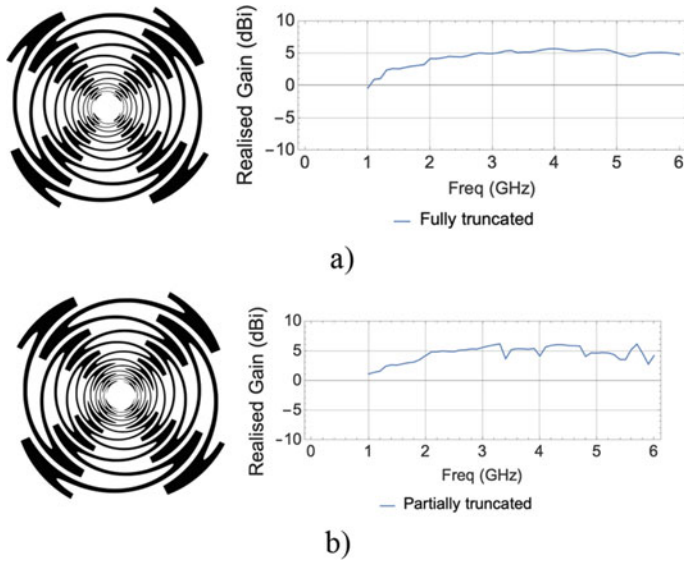 Realised Gain (dBi)
10
5
0
−5
−10
0 1 2 3 4 5 6
Freq (GHz)
Fully truncated
a)
Realised Gain (dBi)
10
5
0
−5
−10
0 1 2 3 4 5 6
Freq (GHz)
Partially truncated
b)